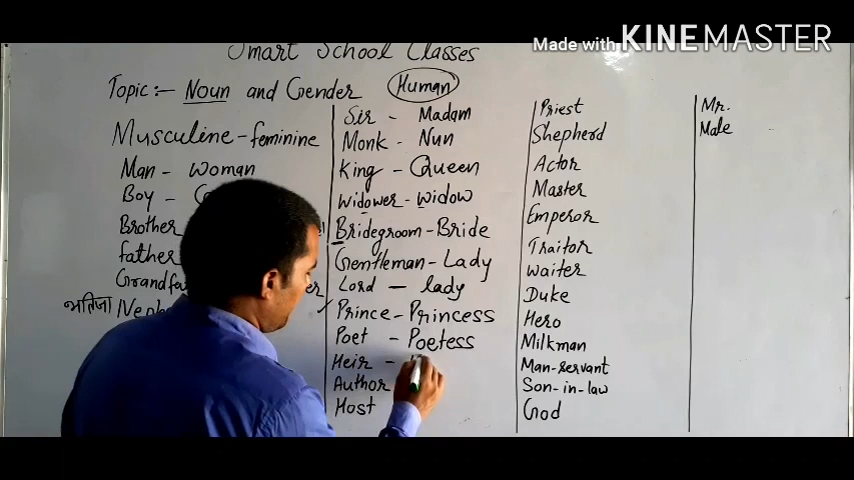 Made with KINEMASTER
Smart School Classes
Topic:- Noun and Gender (Human)
Musculine - feminine
Man - woman
Boy -
Brother
father
भतिजा
Sir - Madam
Monk - Nun
King - Queen
widower - widow
Bridegroom - Bride
Gentleman - Lady
Lord - lady
Prince - Princess
Poet - Poetess
Heir -
Author
Host
Priest
Shepherd
Actor
Master
Emperor
Traitor
waiter
Duke
Hero
Milkman
Man-servant
Son-in-law
God
Mr.
Male